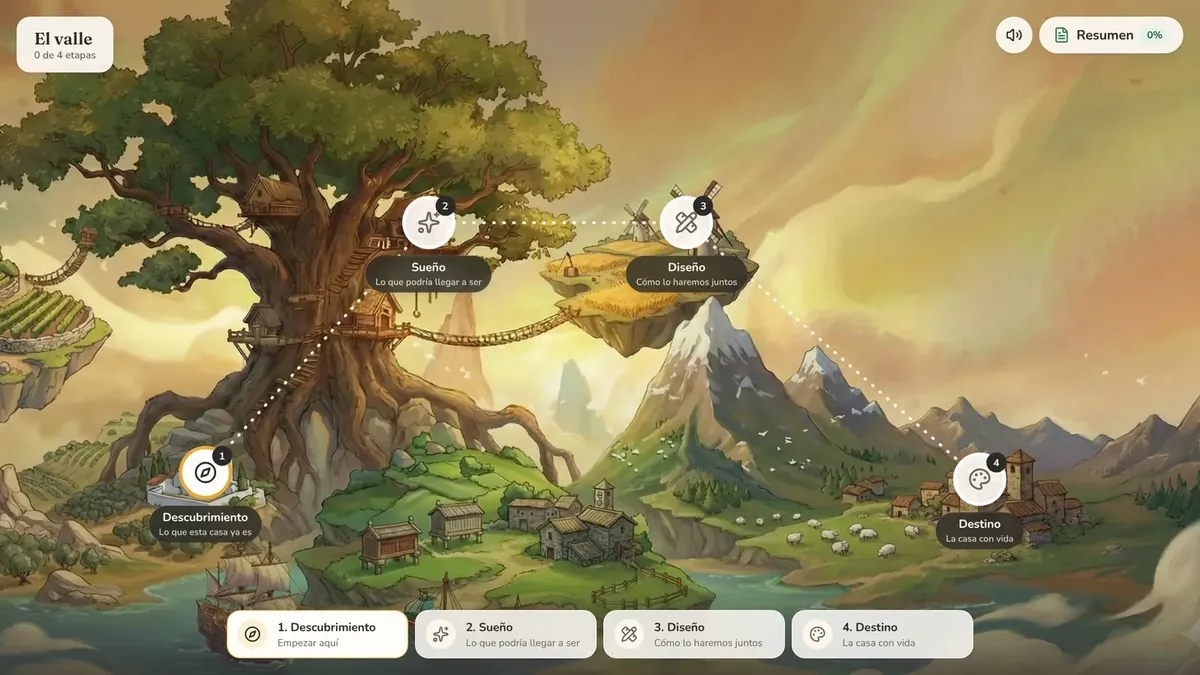 El valle
0 de 4 etapas
Resumen 0%
2
Sueño
Lo que podría llegar a ser
3
Diseño
Cómo lo haremos juntos
1
Descubrimiento
Lo que esta casa ya es
4
Destino
La casa con vida
1. Descubrimiento
Empezar aquí
2. Sueño
Lo que podría llegar a ser
3. Diseño
Cómo lo haremos juntos
4. Destino
La casa con vida